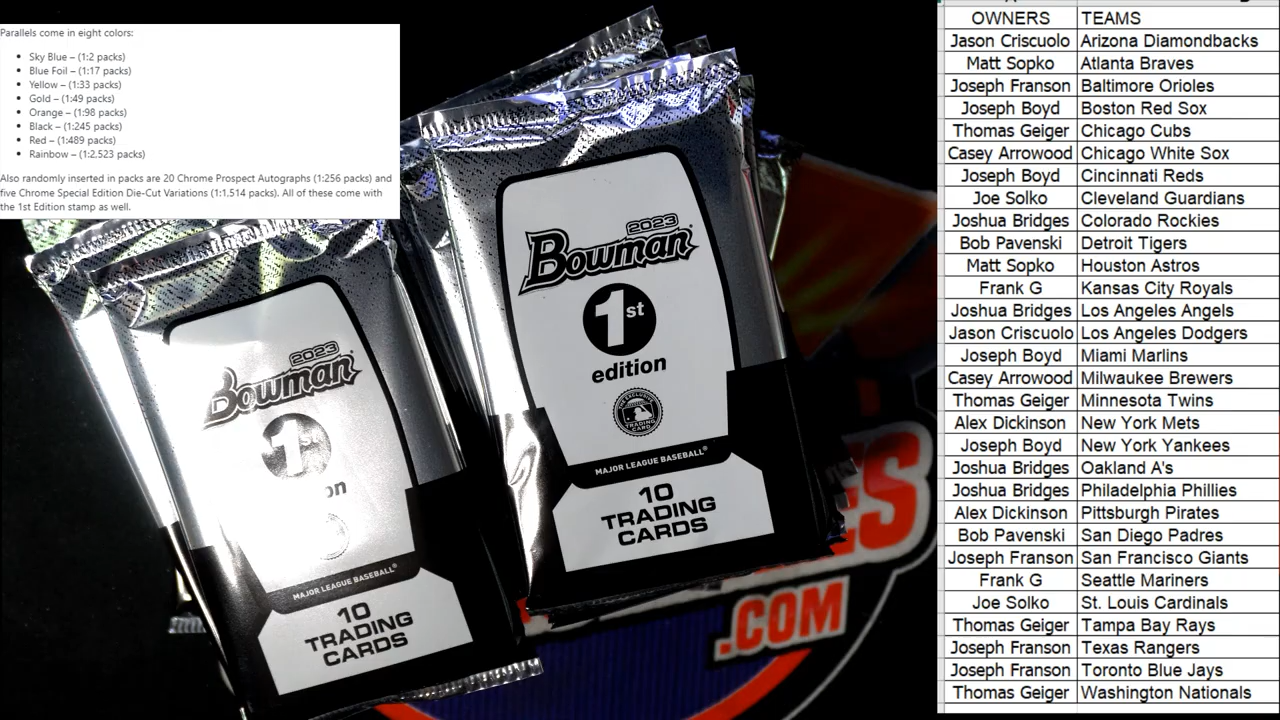 Parallels come in eight colors:
Sky Blue – (1:2 packs)
Blue Foil – (1:17 packs)
Yellow – (1:33 packs)
Gold – (1:49 packs)
Orange – (1:98 packs)
Black – (1:245 packs)
Red – (1:489 packs)
Rainbow – (1:2,523 packs)
Also randomly inserted in packs are 20 Chrome Prospect Autographs (1:256 packs) and
five Chrome Special Edition Die-Cut Variations (1:1,514 packs). All of these come with
the 1st Edition stamp as well.
2023
Bowman
1st
on
MAJOR LEAGUE BASEBALL®
10
TRADING
CARDS
2023
Bowman
1st
edition
MAJOR LEAGUE BASEBALL®
10
TRADING
CARDS
ES
.COM
OWNERS TEAMS
Jason Criscuolo Arizona Diamondbacks
Matt Sopko Atlanta Braves
Joseph Franson Baltimore Orioles
Joseph Boyd Boston Red Sox
Thomas Geiger Chicago Cubs
Casey Arrowood Chicago White Sox
Joseph Boyd Cincinnati Reds
Joe Solko Cleveland Guardians
Joshua Bridges Colorado Rockies
Bob Pavenski Detroit Tigers
Matt Sopko Houston Astros
Frank G Kansas City Royals
Joshua Bridges Los Angeles Angels
Jason Criscuolo Los Angeles Dodgers
Joseph Boyd Miami Marlins
Casey Arrowood Milwaukee Brewers
Thomas Geiger Minnesota Twins
Alex Dickinson New York Mets
Joseph Boyd New York Yankees
Joshua Bridges Oakland A's
Joshua Bridges Philadelphia Phillies
Alex Dickinson Pittsburgh Pirates
Bob Pavenski San Diego Padres
Joseph Franson San Francisco Giants
Frank G Seattle Mariners
Joe Solko St. Louis Cardinals
Thomas Geiger Tampa Bay Rays
Joseph Franson Texas Rangers
Joseph Franson Toronto Blue Jays
Thomas Geiger Washington Nationals